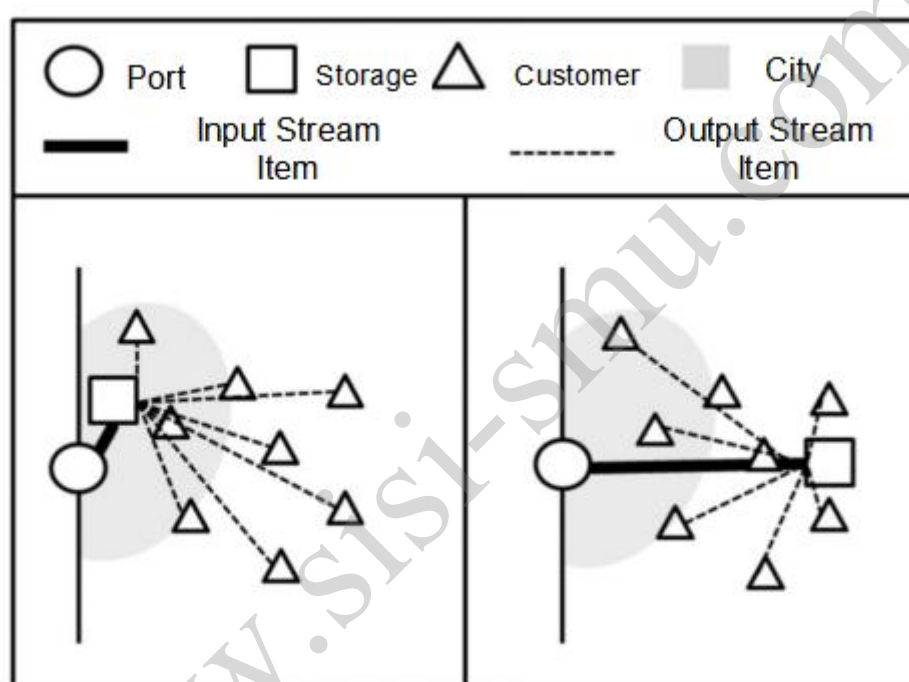 Port
Storage
Customer
City
Input Stream
Item
Output Stream
Item
www.sisi-smu.com